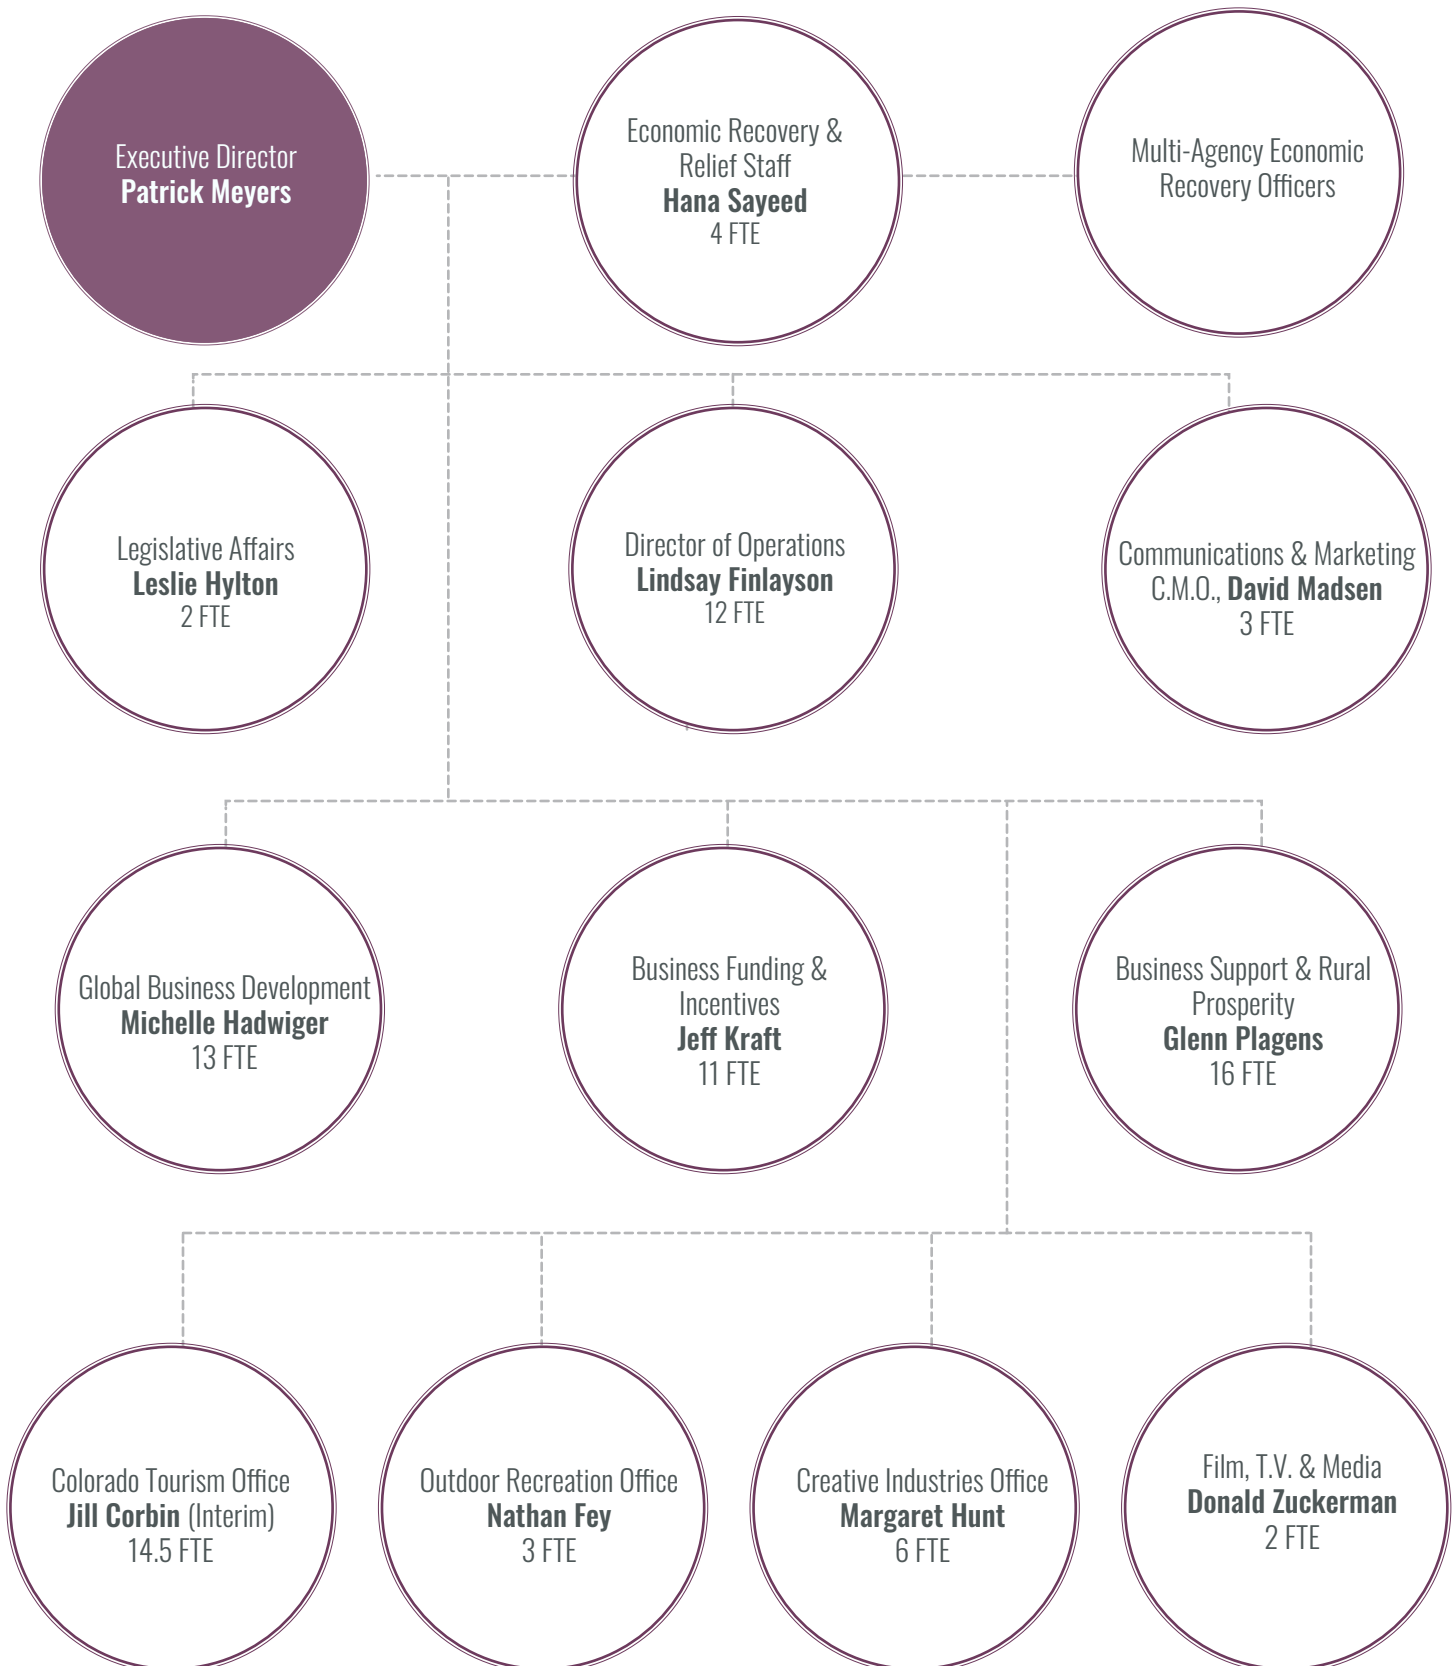 Executive Director
Patrick Meyers
Economic Recovery &
Relief Staff
Hana Sayeed
4 FTE
Multi-Agency Economic
Recovery Officers
Legislative Affairs
Leslie Hylton
2 FTE
Director of Operations
Lindsay Finlayson
12 FTE
Communications & Marketing
C.M.O., David Madsen
3 FTE
Global Business Development
Michelle Hadwiger
13 FTE
Business Funding &
Incentives
Jeff Kraft
11 FTE
Business Support & Rural
Prosperity
Glenn Plagens
16 FTE
Colorado Tourism Office
Jill Corbin (Interim)
14.5 FTE
Outdoor Recreation Office
Nathan Fey
3 FTE
Creative Industries Office
Margaret Hunt
6 FTE
Film, T.V. & Media
Donald Zuckerman
2 FTE